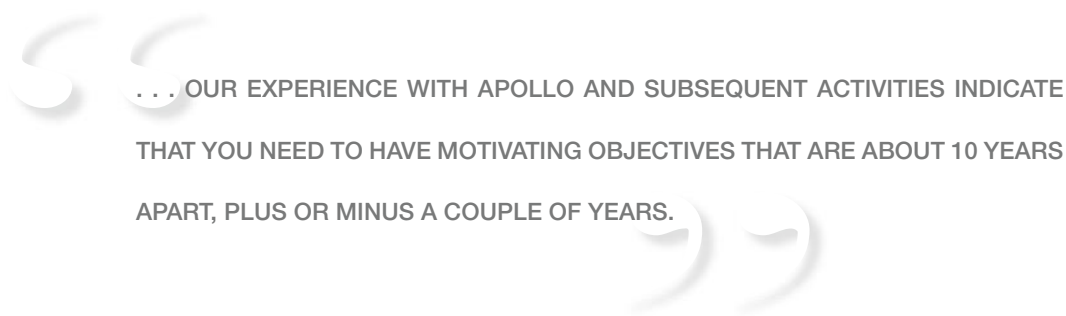 . . . OUR EXPERIENCE WITH APOLLO AND SUBSEQUENT ACTIVITIES INDICATE
THAT YOU NEED TO HAVE MOTIVATING OBJECTIVES THAT ARE ABOUT 10 YEARS
APART, PLUS OR MINUS A COUPLE OF YEARS.